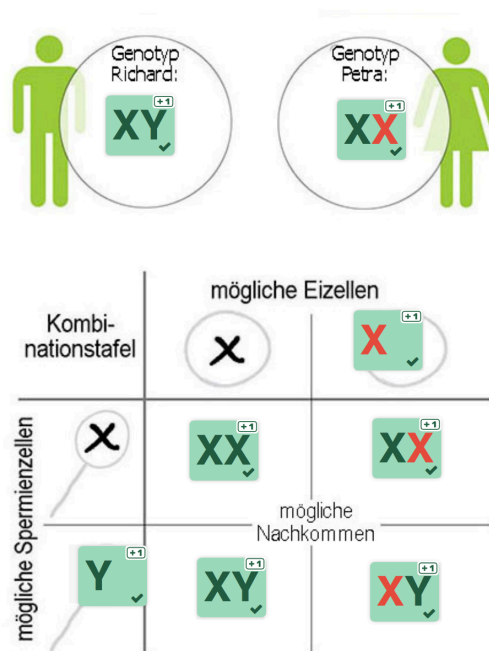 Genotyp
Richard:
+1
XY
Genotyp
Petra:
+1
XX
mögliche Eizellen
Kombi-
nationstafel
X
+1
X
mögliche Spermienzellen
X
+1
XX
+1
XX
mögliche
Nachkommen
+1
Y
+1
XY
+1
XY